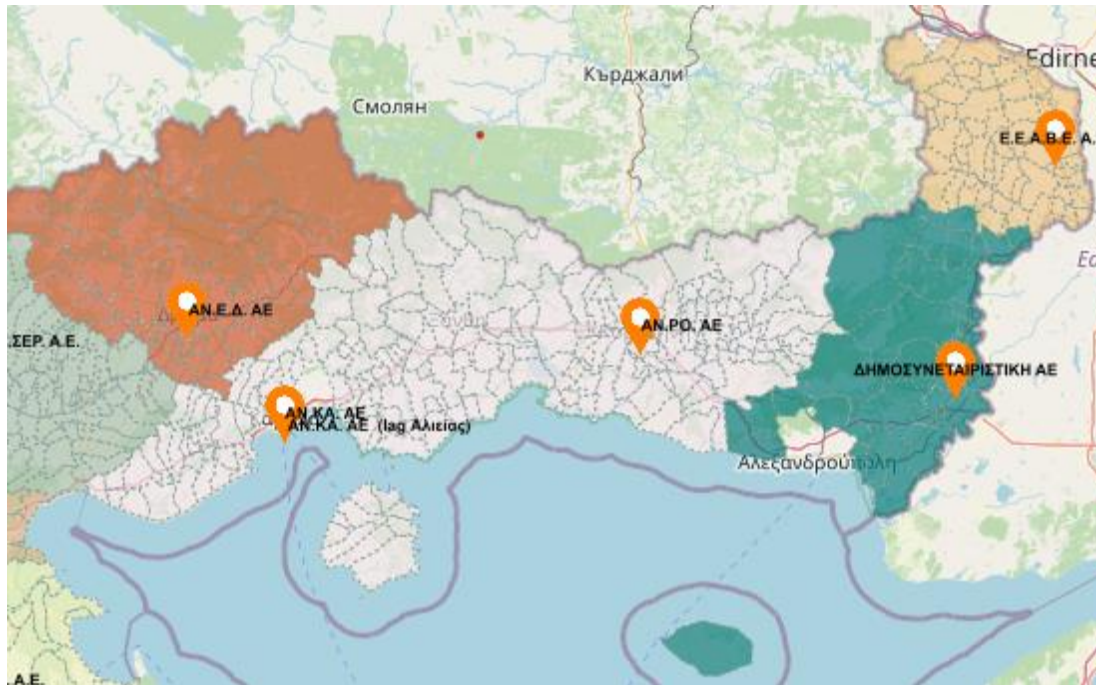 Edirne
Кърджали
Смолян
Ε.Ε.Α.Β.Ε. Α.
ΑΝ.Ε.Δ. ΑΕ
ΑΝ.ΡΟ. ΑΕ
.ΣΕΡ. Α.Ε.
ΔΗΜΟΣΥΝΕΤΑΙΡΙΣΤΙΚΗ ΑΕ
ΑΝ.ΚΑ. ΑΕ
ΑΝ.ΚΑ. ΑΕ (lag Αλιείας)
Αλεξανδρούπολη
. Α.Ε.